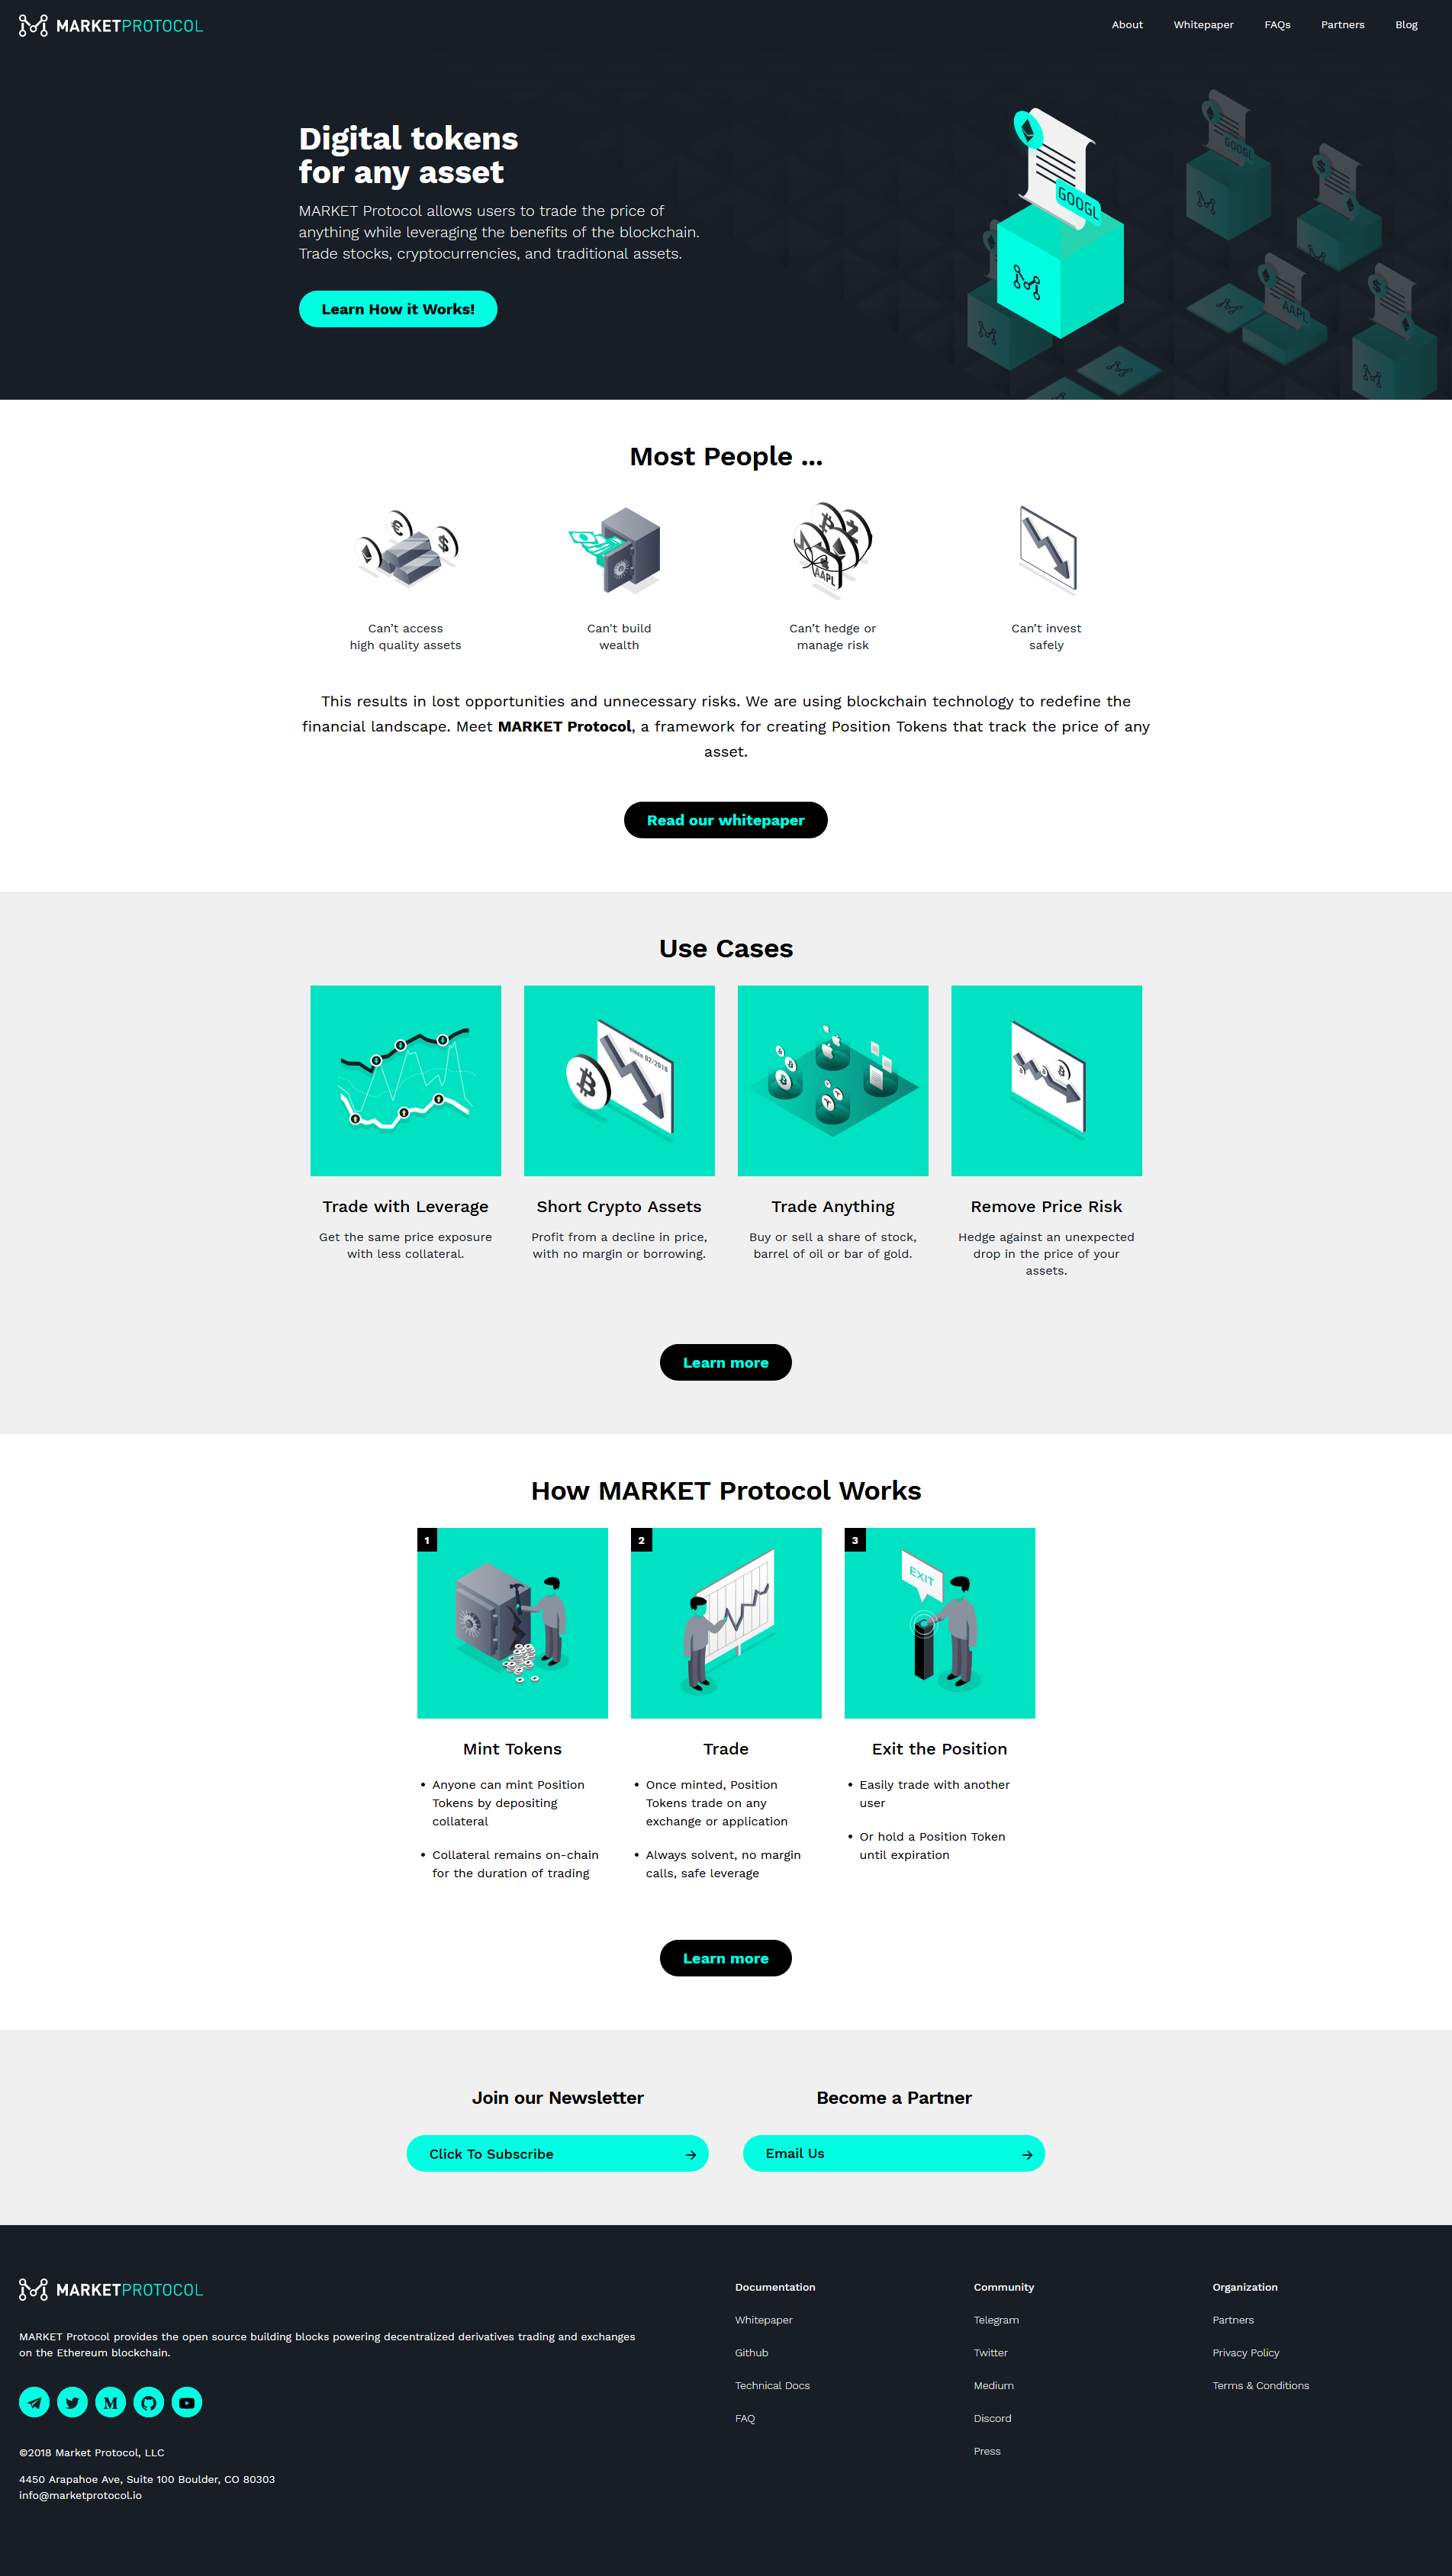 MARKETPROTOCOL
About
Whitepaper
FAQs
Partners
Blog
Digital tokens
for any asset
MARKET Protocol allows users to trade the price of
anything while leveraging the benefits of the blockchain.
Trade stocks, cryptocurrencies, and traditional assets.
Learn How it Works!
GOOGL
GOOGL
AAPL
Most People ...
AAPL
Can't access
high quality assets
Can't build
wealth
Can't hedge or
manage risk
Can't invest
safely
This results in lost opportunities and unnecessary risks. We are using blockchain technology to redefine the
financial landscape. Meet MARKET Protocol, a framework for creating Position Tokens that track the price of any
asset.
Read our whitepaper
Use Cases
since 02/2018
Trade with Leverage
Get the same price exposure
with less collateral.
Short Crypto Assets
Profit from a decline in price,
with no margin or borrowing.
Trade Anything
Buy or sell a share of stock,
barrel of oil or bar of gold.
Remove Price Risk
Hedge against an unexpected
drop in the price of your
assets.
Learn more
How MARKET Protocol Works
1
2
3
EXIT
Mint Tokens
• Anyone can mint Position
Tokens by depositing
collateral
• Collateral remains on-chain
for the duration of trading
Trade
• Once minted, Position
Tokens trade on any
exchange or application
• Always solvent, no margin
calls, safe leverage
Exit the Position
• Easily trade with another
user
• Or hold a Position Token
until expiration
Learn more
Join our Newsletter
Click To Subscribe →
Become a Partner
Email Us →
MARKETPROTOCOL
MARKET Protocol provides the open source building blocks powering decentralized derivatives trading and exchanges
on the Ethereum blockchain.
©2018 Market Protocol, LLC
4450 Arapahoe Ave, Suite 100 Boulder, CO 80303
info@marketprotocol.io
Documentation
Whitepaper
Github
Technical Docs
FAQ
Community
Telegram
Twitter
Medium
Discord
Press
Organization
Partners
Privacy Policy
Terms & Conditions